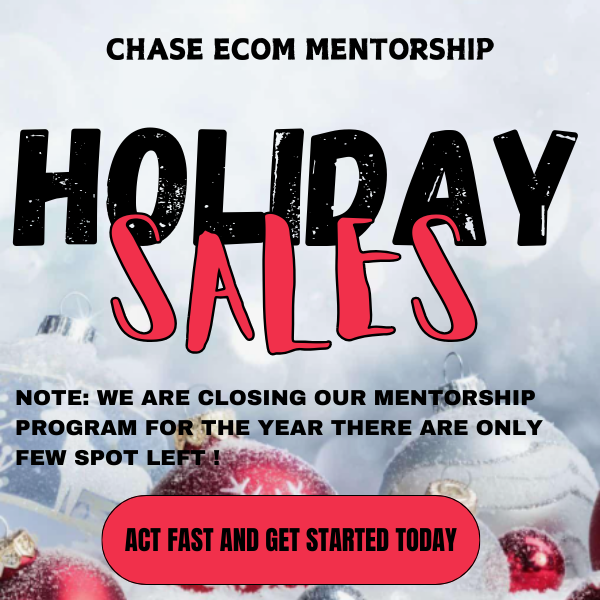 CHASE ECOM MENTORSHIP
HOLIDAY
SALES
NOTE: WE ARE CLOSING OUR MENTORSHIP
PROGRAM FOR THE YEAR THERE ARE ONLY
FEW SPOT LEFT !
ACT FAST AND GET STARTED TODAY